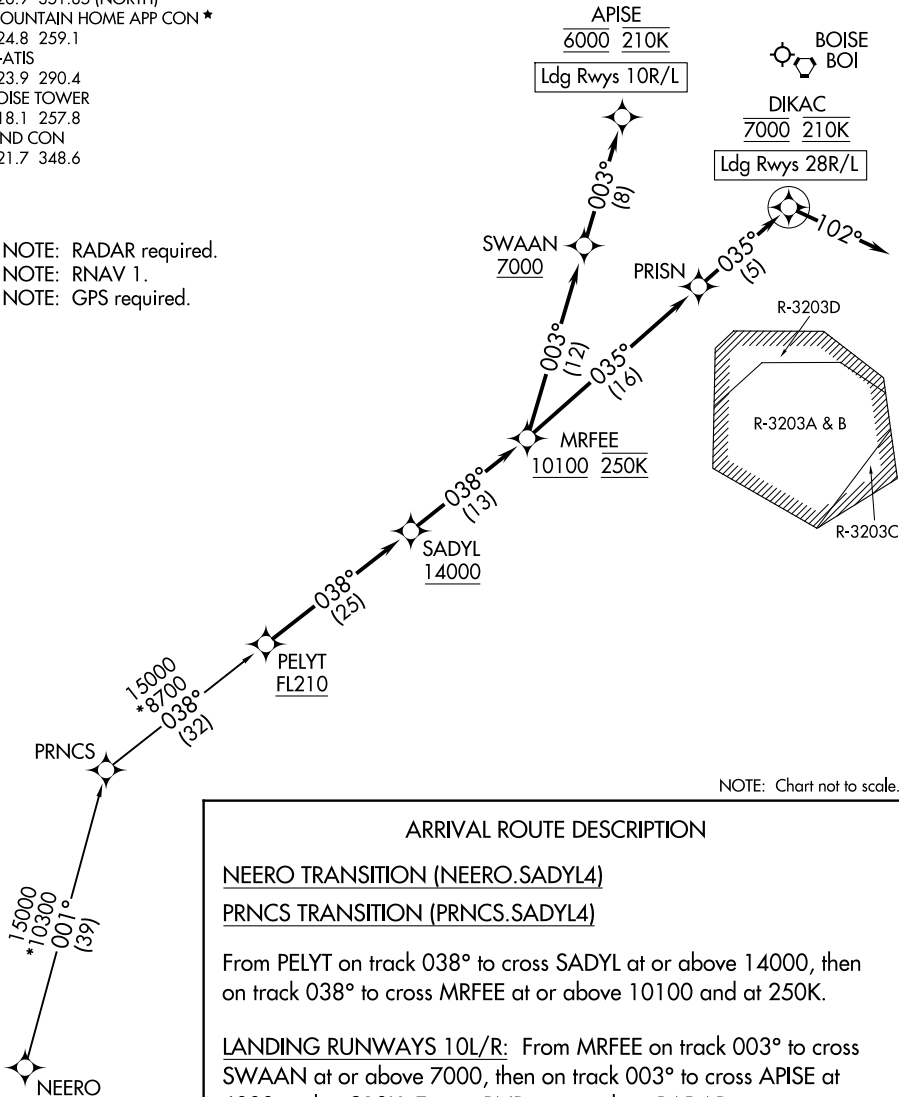 OUNTAIN HOME APP CON ★
24.8 259.1
-ATIS
23.9 290.4
OISE TOWER
18.1 257.8
ND CON
21.7 348.6
NOTE: RADAR required.
NOTE: RNAV 1.
NOTE: GPS required.
APISE
6000 210K
Ldg Rwys 10R/L
BOISE
BOI
DIKAC
7000 210K
Ldg Rwys 28R/L
003°
(8)
SWAAN
7000
PRISN
035°
(5)
102°
003°
(12)
035°
(16)
R-3203D
R-3203A & B
R-3203C
MRFEE
10100 250K
038°
(13)
SADYL
14000
038°
(25)
PELYT
FL210
15000
*8700
038°
(32)
PRNCS
15000
*10300
001°
(39)
NEERO
NOTE: Chart not to scale.
ARRIVAL ROUTE DESCRIPTION
NEERO TRANSITION (NEERO.SADYL4)
PRNCS TRANSITION (PRNCS.SADYL4)
From PELYT on track 038° to cross SADYL at or above 14000, then
on track 038° to cross MRFEE at or above 10100 and at 250K.
LANDING RUNWAYS 10L/R: From MRFEE on track 003° to cross
SWAAN at or above 7000, then on track 003° to cross APISE at